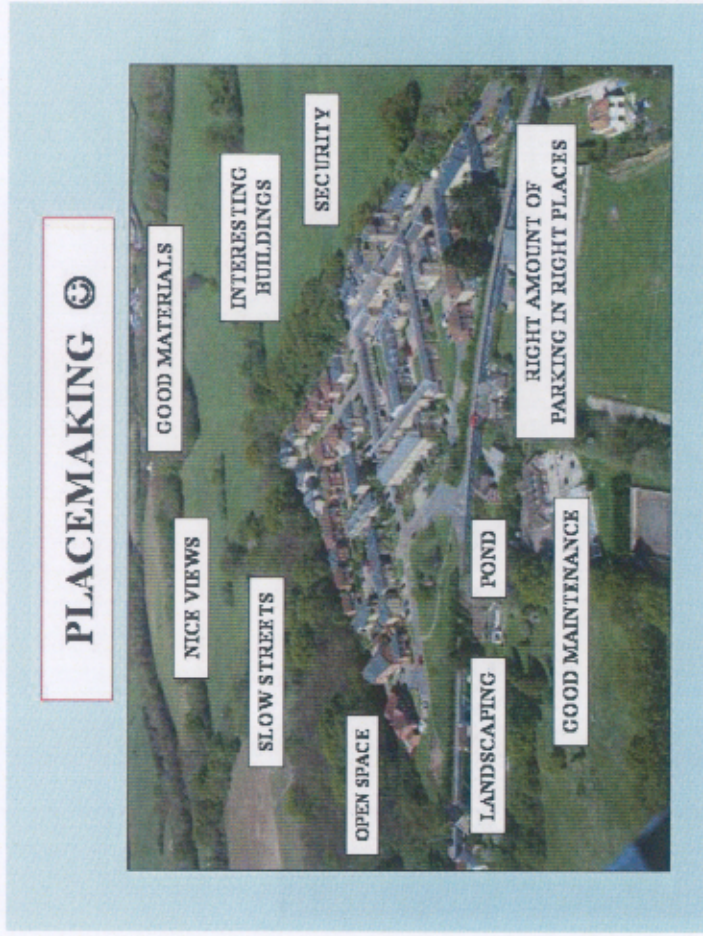 PLACEMAKING ☺
GOOD MATERIALS
NICE VIEWS
INTERESTING
BUILDINGS
SLOW STREETS
SECURITY
OPEN SPACE
LANDSCAPING
POND
RIGHT AMOUNT OF
PARKING IN RIGHT PLACES
GOOD MAINTENANCE